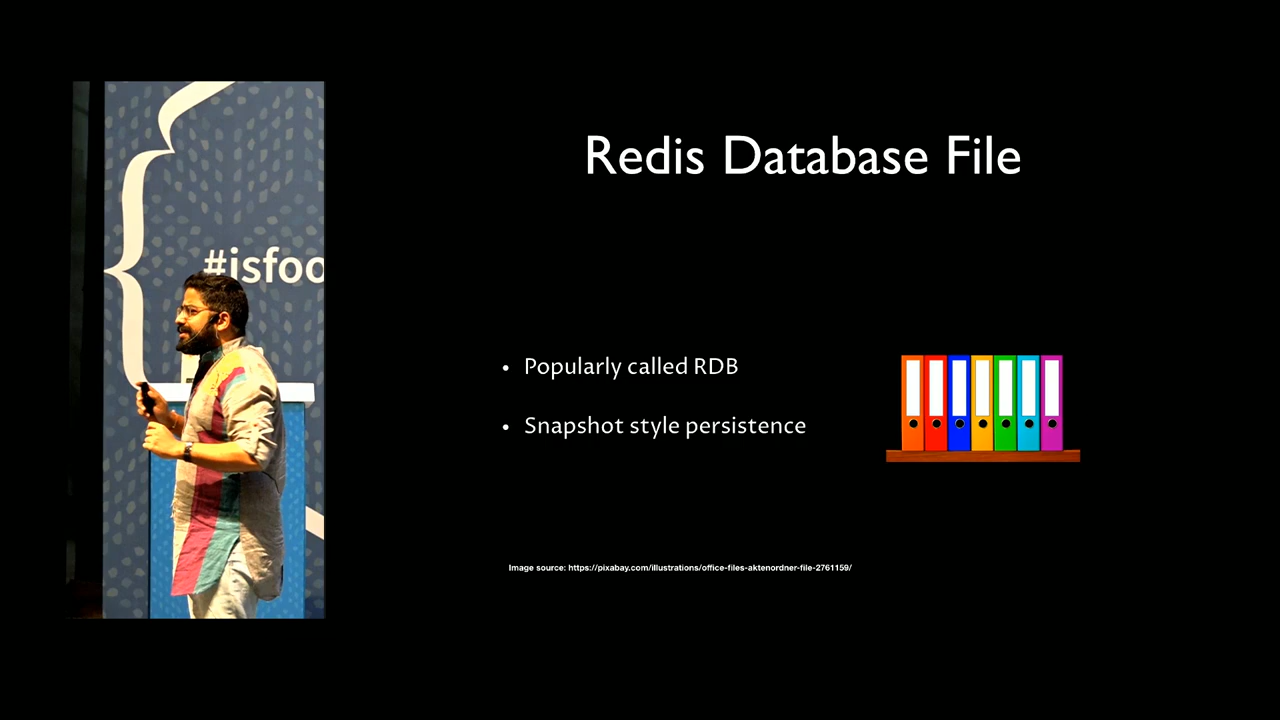 #isfoo
Redis Database File
• Popularly called RDB
• Snapshot style persistence
Image source: https://pixabay.com/illustrations/office-files-aktenordner-file-2761159/